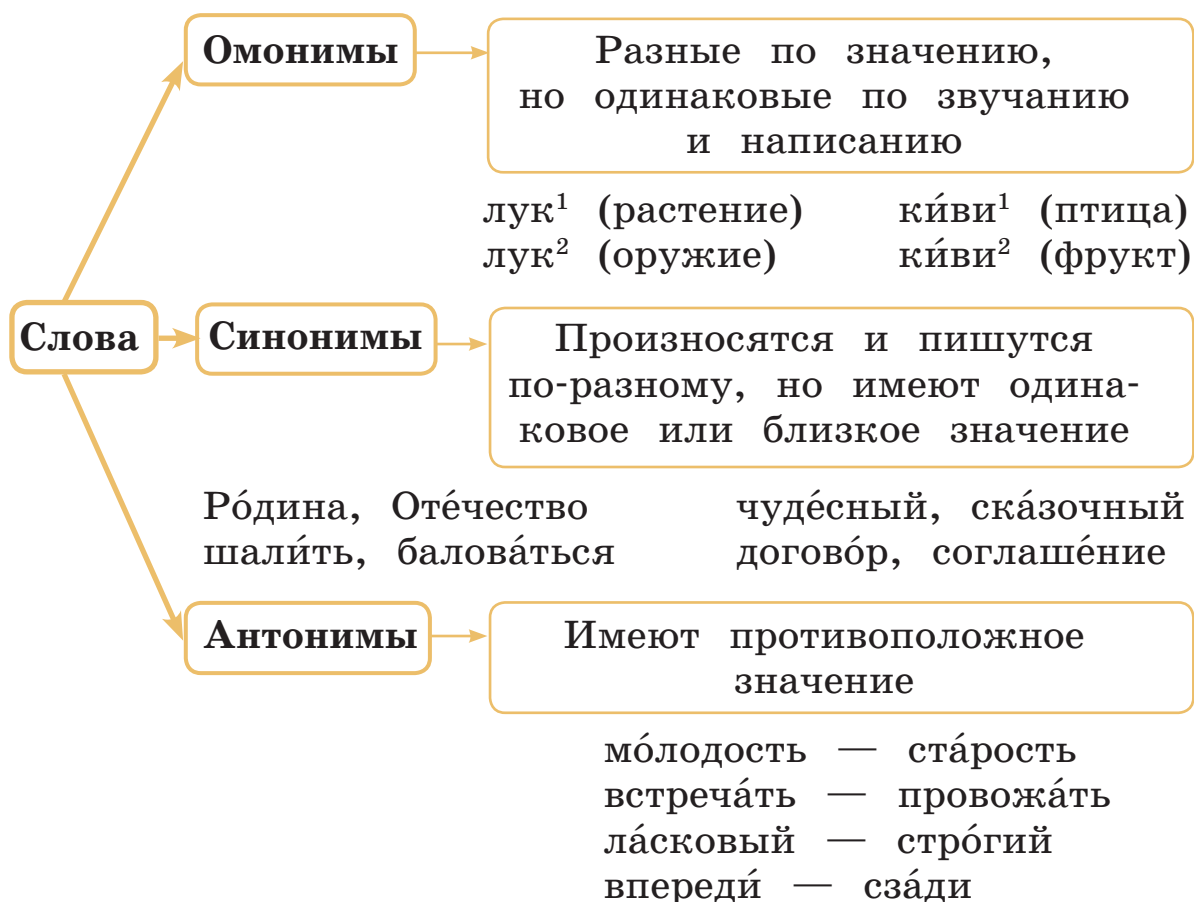 Омонимы
Разные по значению,
но одинаковые по звучанию
и написанию
лук¹ (растение) ки́ви¹ (птица)
лук² (оружие) ки́ви² (фрукт)
Слова
Синонимы
Произносятся и пишутся
по-разному, но имеют одина-
ковое или близкое значение
Ро́дина, Оте́чество чуде́сный, ска́зочный
шали́ть, балова́ться догово́р, соглаше́ние
Антонимы
Имеют противоположное
значение
мо́лодость — ста́рость
встреча́ть — провожа́ть
ла́сковый — стро́гий
впереди́ — сза́ди